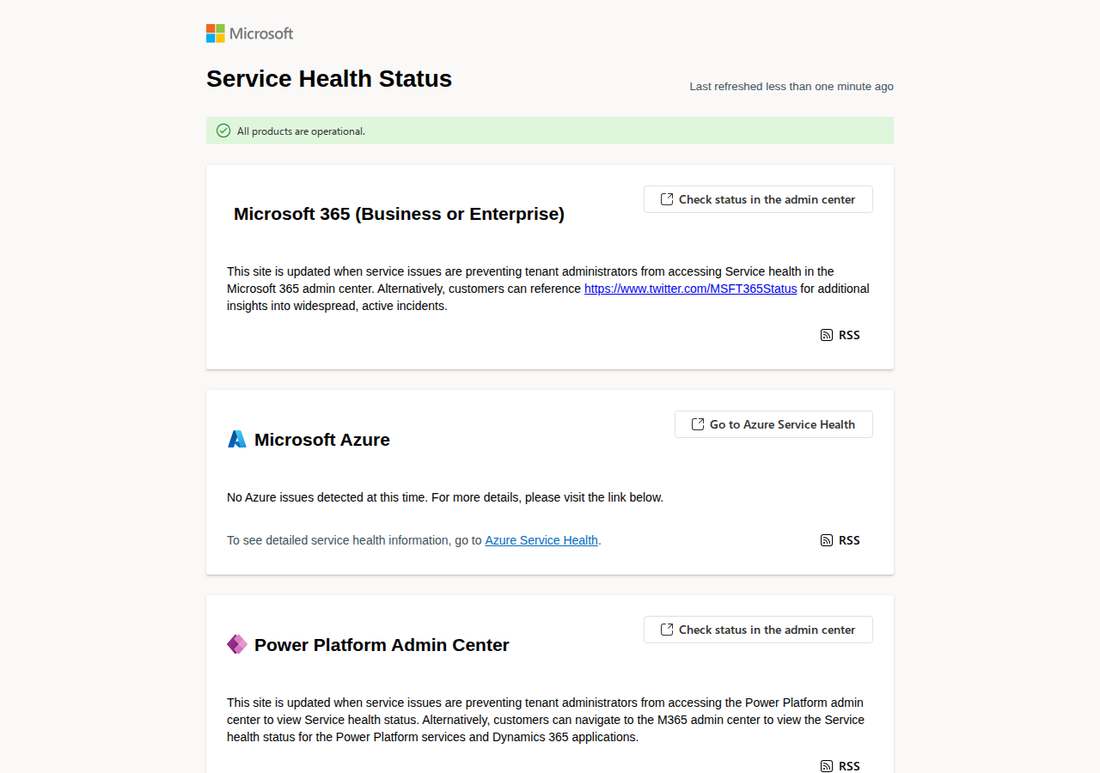 Microsoft
Service Health Status
Last refreshed less than one minute ago
All products are operational.
Check status in the admin center
Microsoft 365 (Business or Enterprise)
This site is updated when service issues are preventing tenant administrators from accessing Service health in the
Microsoft 365 admin center. Alternatively, customers can reference https://www.twitter.com/MSFT365Status for additional
insights into widespread, active incidents.
RSS
Go to Azure Service Health
Microsoft Azure
No Azure issues detected at this time. For more details, please visit the link below.
To see detailed service health information, go to Azure Service Health.
RSS
Check status in the admin center
Power Platform Admin Center
This site is updated when service issues are preventing tenant administrators from accessing the Power Platform admin
center to view Service health status. Alternatively, customers can navigate to the M365 admin center to view the Service
health status for the Power Platform services and Dynamics 365 applications.
RSS